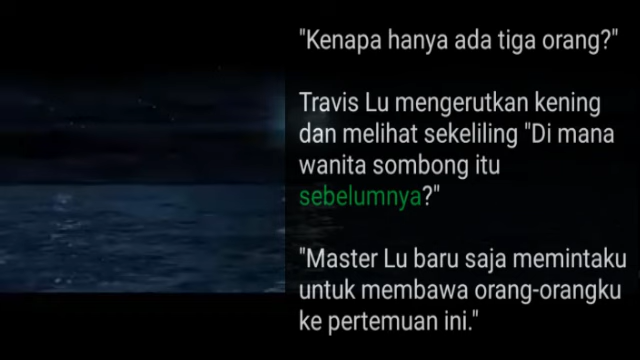 "Kenapa hanya ada tiga orang?"
Travis Lu mengerutkan kening
dan melihat sekeliling "Di mana
wanita sombong itu
sebelumnya?"
"Master Lu baru saja memintaku
untuk membawa orang-orangku
ke pertemuan ini."